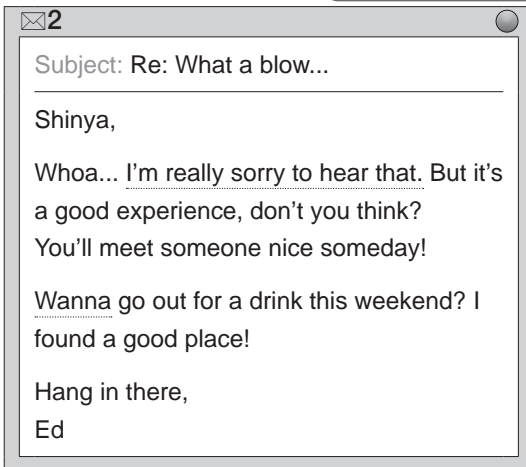 2
Subject: Re: What a blow...
Shinya,
Whoa... I'm really sorry to hear that. But it's
a good experience, don't you think?
You'll meet someone nice someday!
Wanna go out for a drink this weekend? I
found a good place!
Hang in there,
Ed